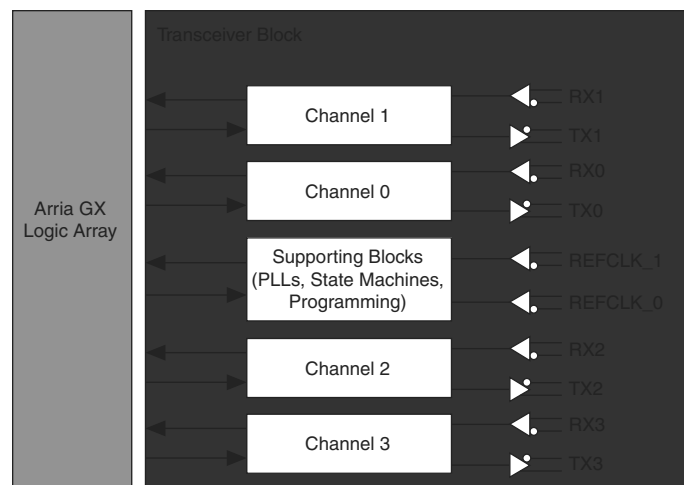 Transceiver Block
Arria GX
Logic Array
Channel 1
RX1
TX1
Channel 0
RX0
TX0
Supporting Blocks
(PLLs, State Machines,
Programming)
REFCLK_1
REFCLK_0
Channel 2
RX2
TX2
Channel 3
RX3
TX3